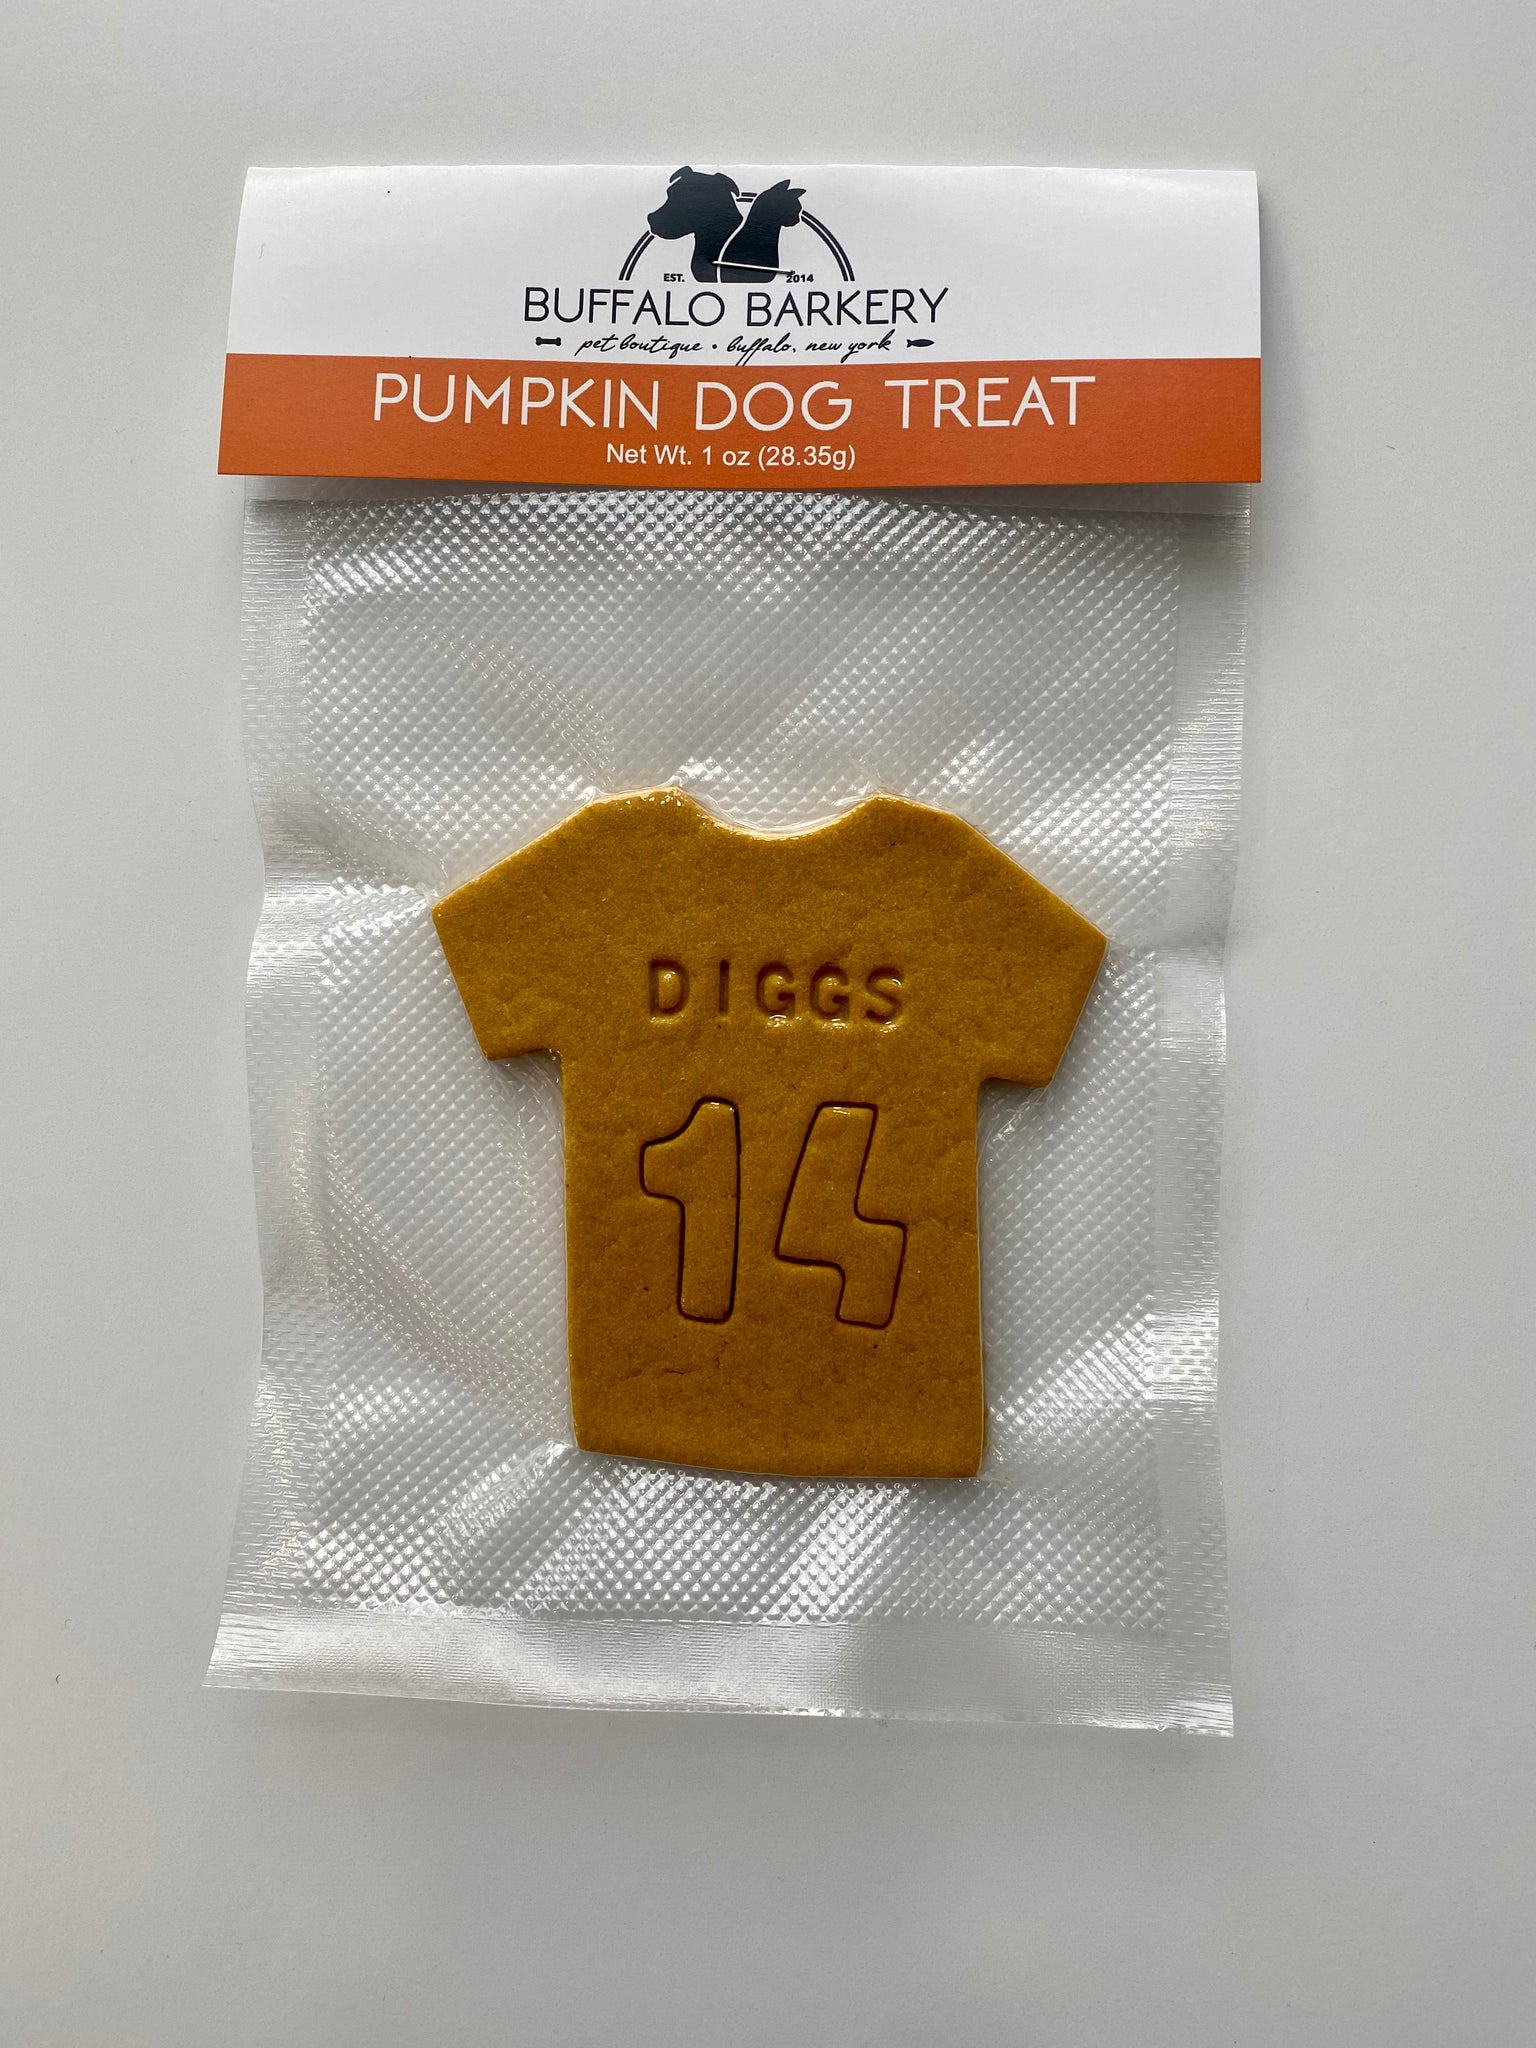 EST. 2014
BUFFALO BARKERY
pet boutique • buffalo, new york
PUMPKIN DOG TREAT
Net Wt. 1 oz (28.35g)
DIGGS
14